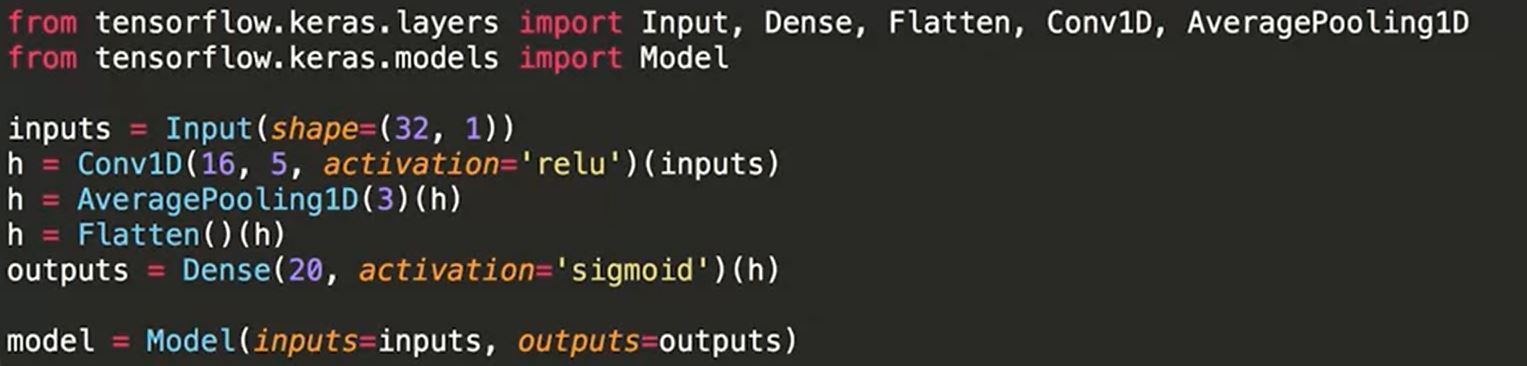 from tensorflow.keras.layers import Input, Dense, Flatten, Conv1D, AveragePooling1D
from tensorflow.keras.models import Model
inputs = Input(shape=(32, 1))
h = Conv1D(16, 5, activation='relu')(inputs)
h = AveragePooling1D(3)(h)
h = Flatten()(h)
outputs = Dense(20, activation='sigmoid')(h)
model = Model(inputs=inputs, outputs=outputs)